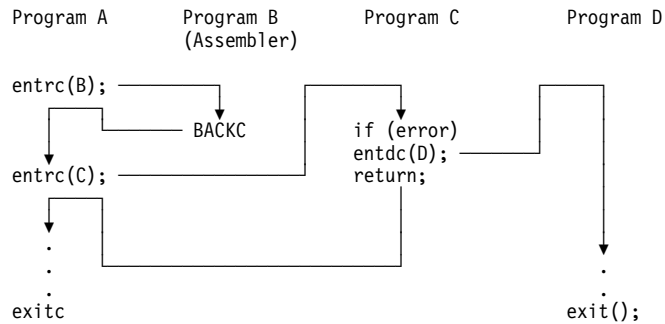 Program A Program B Program C Program D
(Assembler)
entrc(B);
BACKC if (error)
entdc(D);
entrc(C); return;
.
. .
. .
exitc exit();